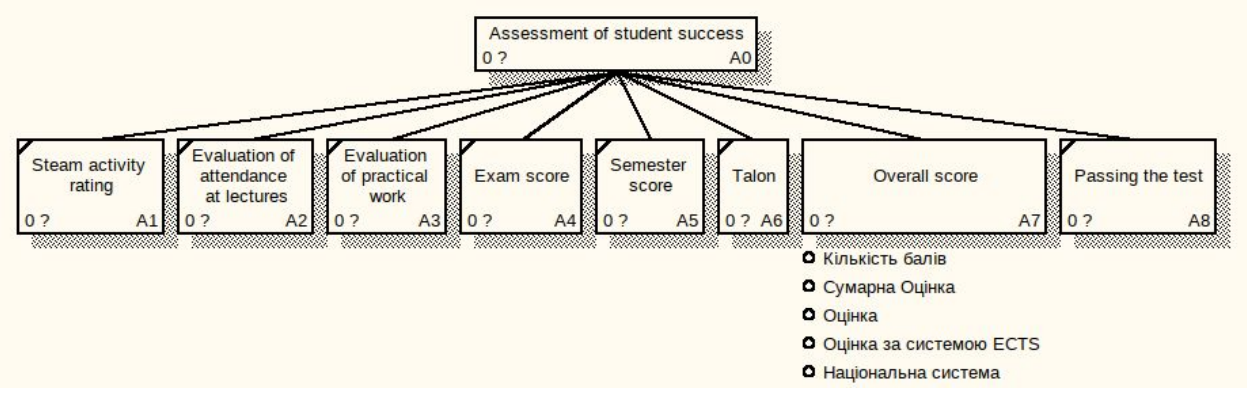 Assessment of student success
0 ? A0
Steam activity
rating
0 ? A1
Evaluation of
attendance
at lectures
0 ? A2
Evaluation
of practical
work
0 ? A3
Exam score
0 ? A4
Semester
score
0 ? A5
Talon
0 ? A6
Overall score
0 ? A7
Passing the test
0 ? A8
Кількість балів
Сумарна Оцінка
Оцінка
Оцінка за системою ECTS
Національна система